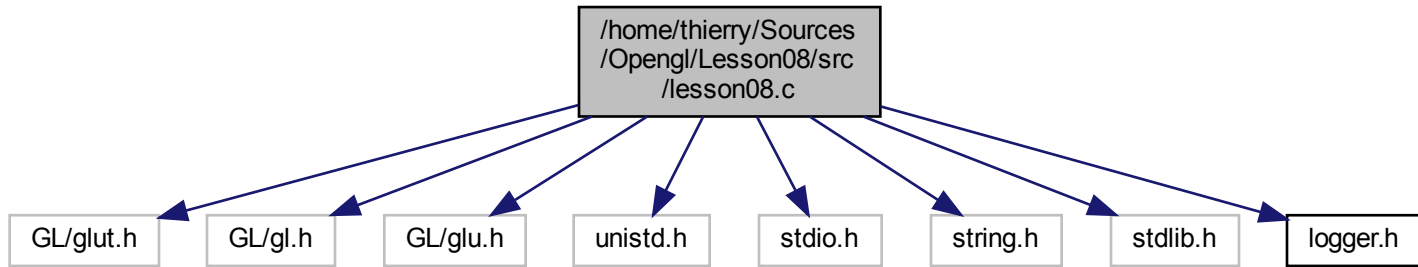 /home/thierry/Sources
/Opengl/Lesson08/src
/lesson08.c
GL/glut.h
GL/gl.h
GL/glu.h
unistd.h
stdio.h
string.h
stdlib.h
logger.h